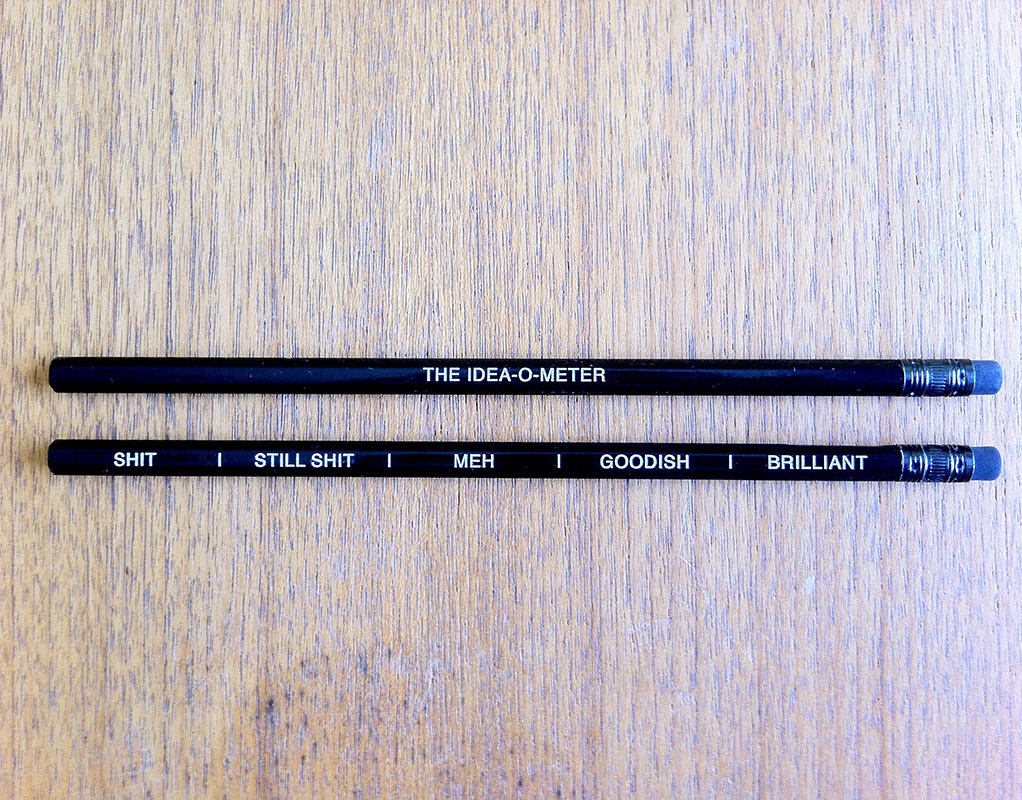 THE IDEA-O-METER
SHIT | STILL SHIT | MEH | GOODISH | BRILLIANT